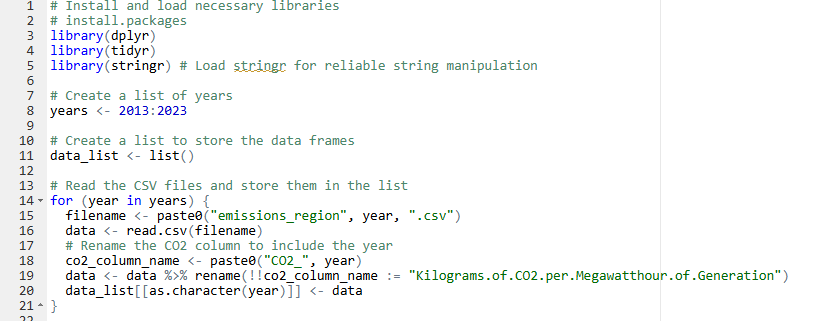 1 # Install and load necessary libraries
2 # install.packages
3 library(dplyr)
4 library(tidyr)
5 library(stringr) # Load stringr for reliable string manipulation
6
7 # Create a list of years
8 years <- 2013:2023
9
10 # Create a list to store the data frames
11 data_list <- list()
12
13 # Read the CSV files and store them in the list
14 for (year in years) {
15   filename <- paste0("emissions_region", year, ".csv")
16   data <- read.csv(filename)
17   # Rename the CO2 column to include the year
18   co2_column_name <- paste0("CO2_", year)
19   data <- data %>% rename(!!co2_column_name := "Kilograms.of.CO2.per.Megawatthour.of.Generation")
20   data_list[[as.character(year)]] <- data
21 }
22